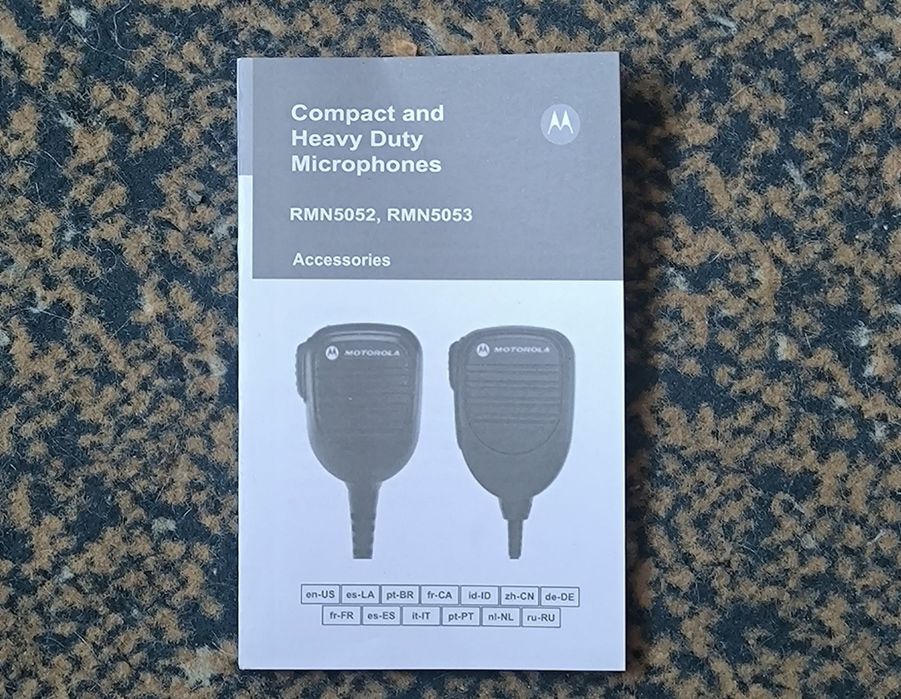 Compact and
Heavy Duty
Microphones
RMN5052, RMN5053
Accessories
MOTOROLA
MOTOROLA
en-US es-LA pt-BR fr-CA id-ID zh-CN de-DE
fr-FR es-ES it-IT pt-PT nl-NL ru-RU